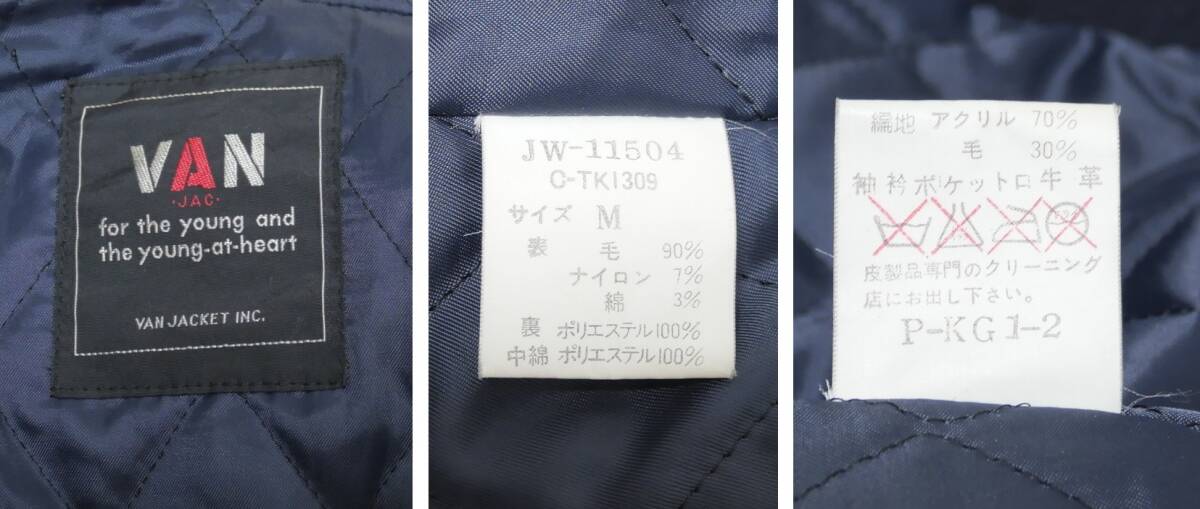 VAN
·JAC·
for the young and
the young-at-heart
VAN JACKET INC.
JW-11504
C-TK1309
サイズ M
表 毛 90%
ナイロン 7%
綿 3%
裏 ポリエステル100%
中綿 ポリエステル100%
編地 アクリル 70%
毛 30%
袖 衿 ポケット口 牛 革
皮製品専門のクリーニング
店にお出し下さい。
P-KG1-2